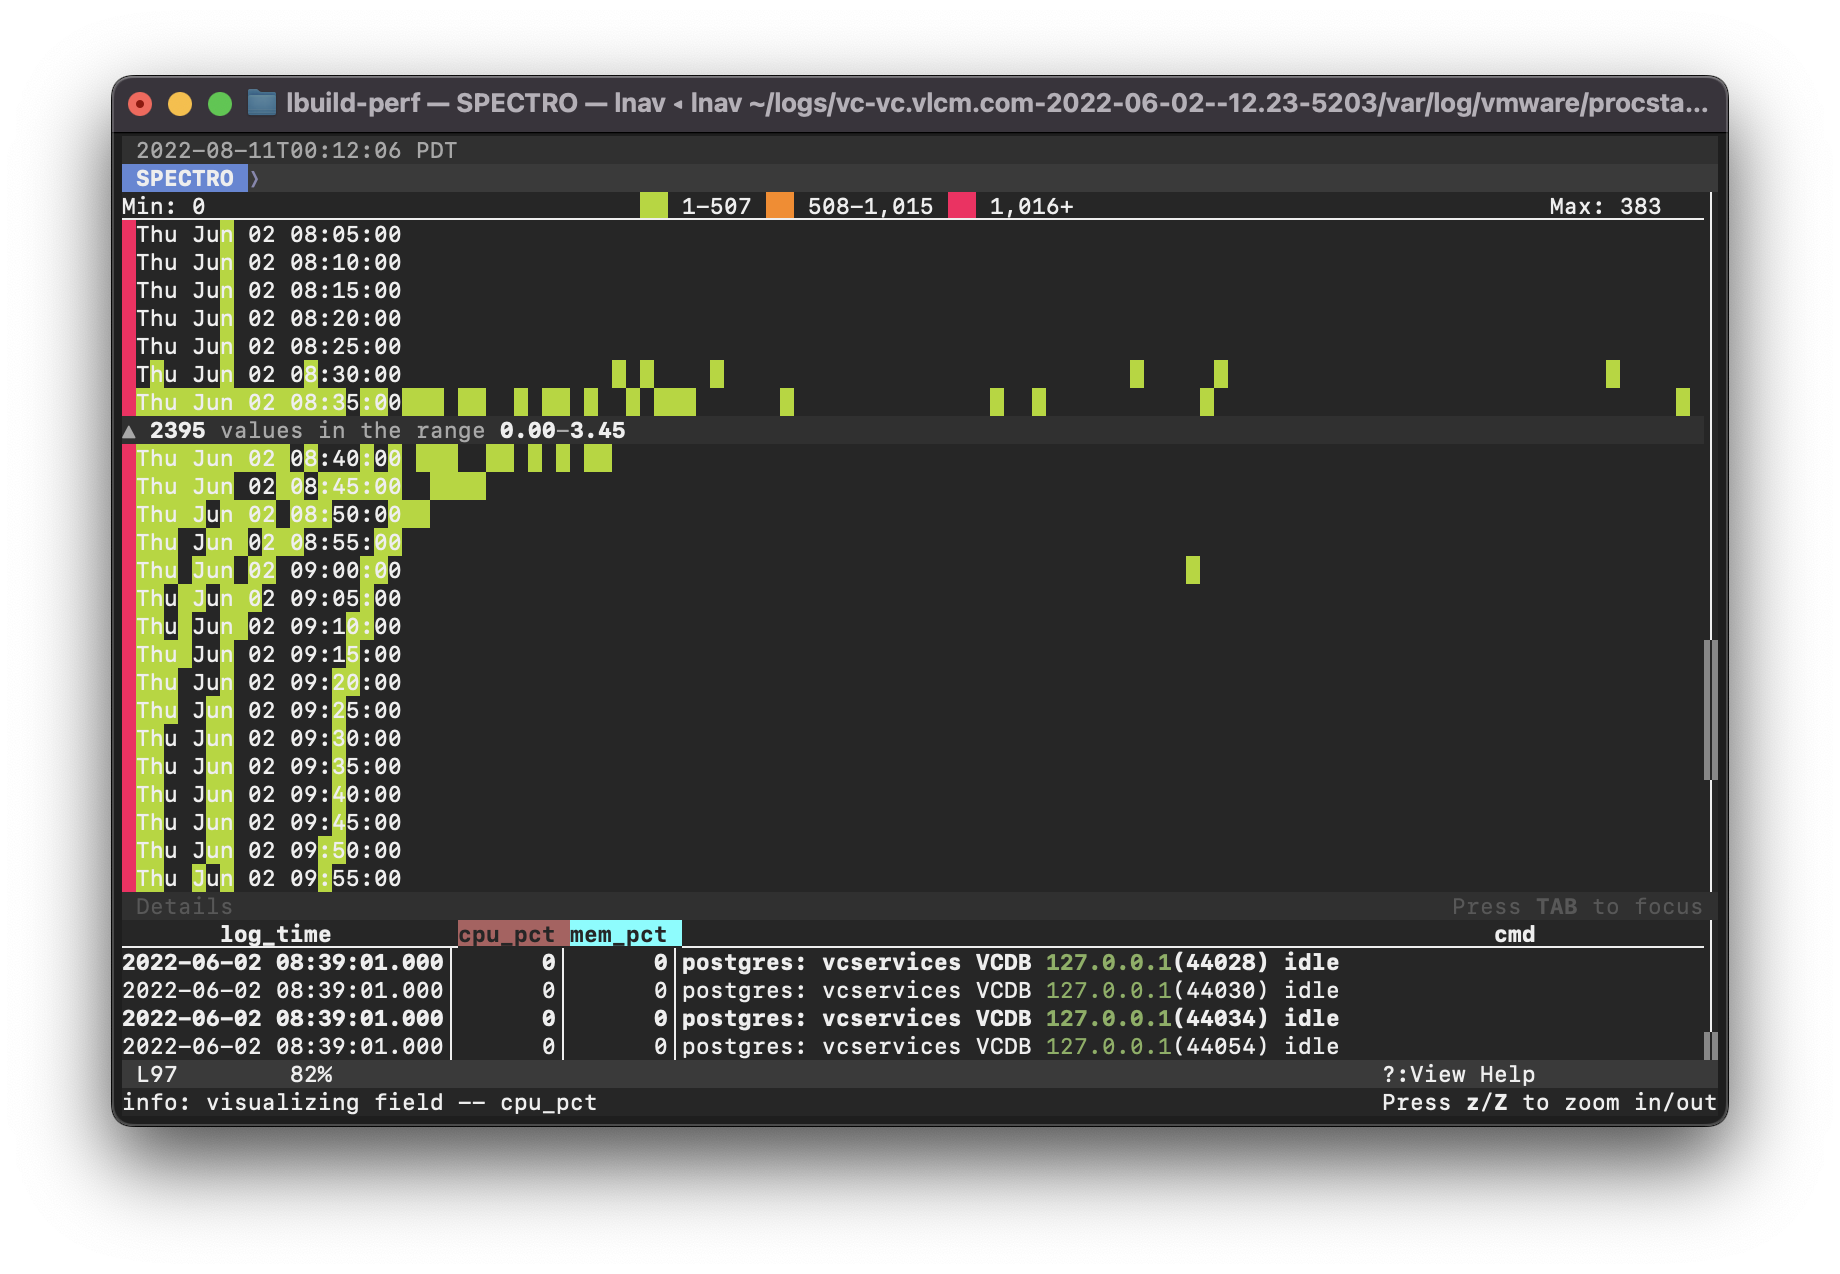 lbuild-perf — SPECTRO — lnav ◂ lnav ~/logs/vc-vc.vlcm.com-2022-06-02--12.23-5203/var/log/vmware/procsta...
2022-08-11T00:12:06 PDT
SPECTRO ⟩
Min: 0 1-507 508-1,015 1,016+ Max: 383
Thu Jun 02 08:05:00
Thu Jun 02 08:10:00
Thu Jun 02 08:15:00
Thu Jun 02 08:20:00
Thu Jun 02 08:25:00
Thu Jun 02 08:30:00
Thu Jun 02 08:35:00
▲ 2395 values in the range 0.00-3.45
Thu Jun 02 08:40:00
Thu Jun 02 08:45:00
Thu Jun 02 08:50:00
Thu Jun 02 08:55:00
Thu Jun 02 09:00:00
Thu Jun 02 09:05:00
Thu Jun 02 09:10:00
Thu Jun 02 09:15:00
Thu Jun 02 09:20:00
Thu Jun 02 09:25:00
Thu Jun 02 09:30:00
Thu Jun 02 09:35:00
Thu Jun 02 09:40:00
Thu Jun 02 09:45:00
Thu Jun 02 09:50:00
Thu Jun 02 09:55:00
Details Press TAB to focus
log_time cpu_pct mem_pct cmd
2022-06-02 08:39:01.000 0 0 postgres: vcservices VCDB 127.0.0.1(44028) idle
2022-06-02 08:39:01.000 0 0 postgres: vcservices VCDB 127.0.0.1(44030) idle
2022-06-02 08:39:01.000 0 0 postgres: vcservices VCDB 127.0.0.1(44034) idle
2022-06-02 08:39:01.000 0 0 postgres: vcservices VCDB 127.0.0.1(44054) idle
L97 82% ?:View Help
info: visualizing field -- cpu_pct Press z/Z to zoom in/out